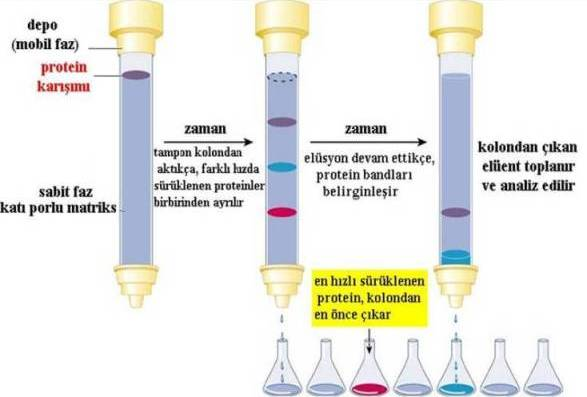 depo
(mobil faz)
protein
karışımı
sabit faz
katı porlu matriks
zaman
tampon kolondan
aktıkça, farklı hızda
sürüklenen proteinler
birbirinden ayrılır
zaman
elüsyon devam ettikçe,
protein bandları
belirginleşir
kolondan çıkan
elüent toplanır
ve analiz edilir
en hızlı sürüklenen
protein, kolondan
en önce çıkar